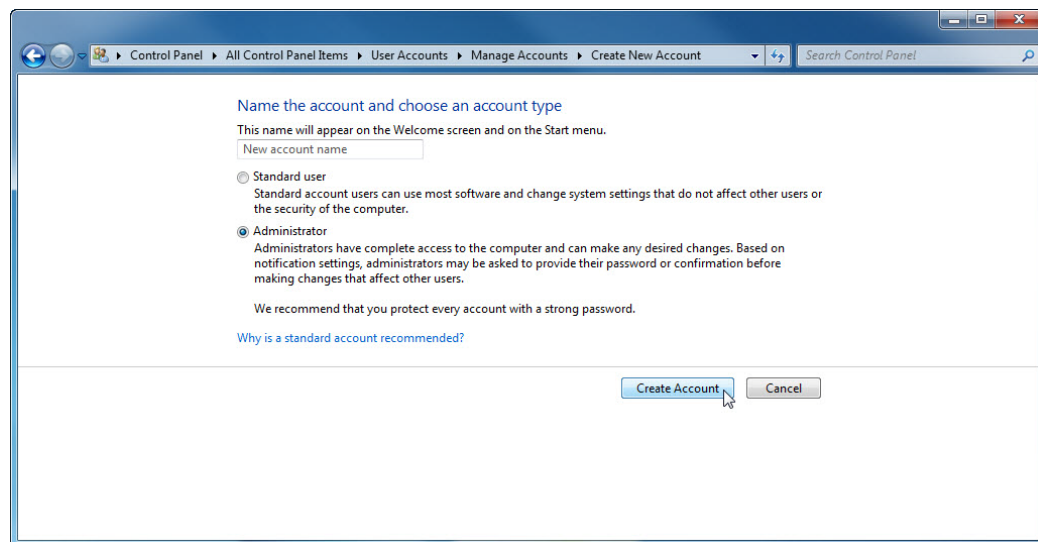 Control Panel All Control Panel Items User Accounts Manage Accounts Create New Account Search Control Panel
Name the account and choose an account type
This name will appear on the Welcome screen and on the Start menu.
New account name
Standard user
Standard account users can use most software and change system settings that do not affect other users or
the security of the computer.
Administrator
Administrators have complete access to the computer and can make any desired changes. Based on
notification settings, administrators may be asked to provide their password or confirmation before
making changes that affect other users.
We recommend that you protect every account with a strong password.
Why is a standard account recommended?
Create Account Cancel